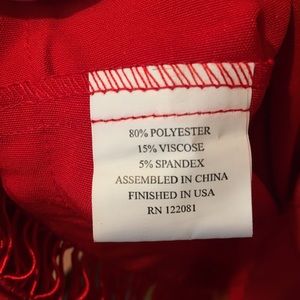 80% POLYESTER
15% VISCOSE
5% SPANDEX
ASSEMBLED IN CHINA
FINISHED IN USA
RN 122081